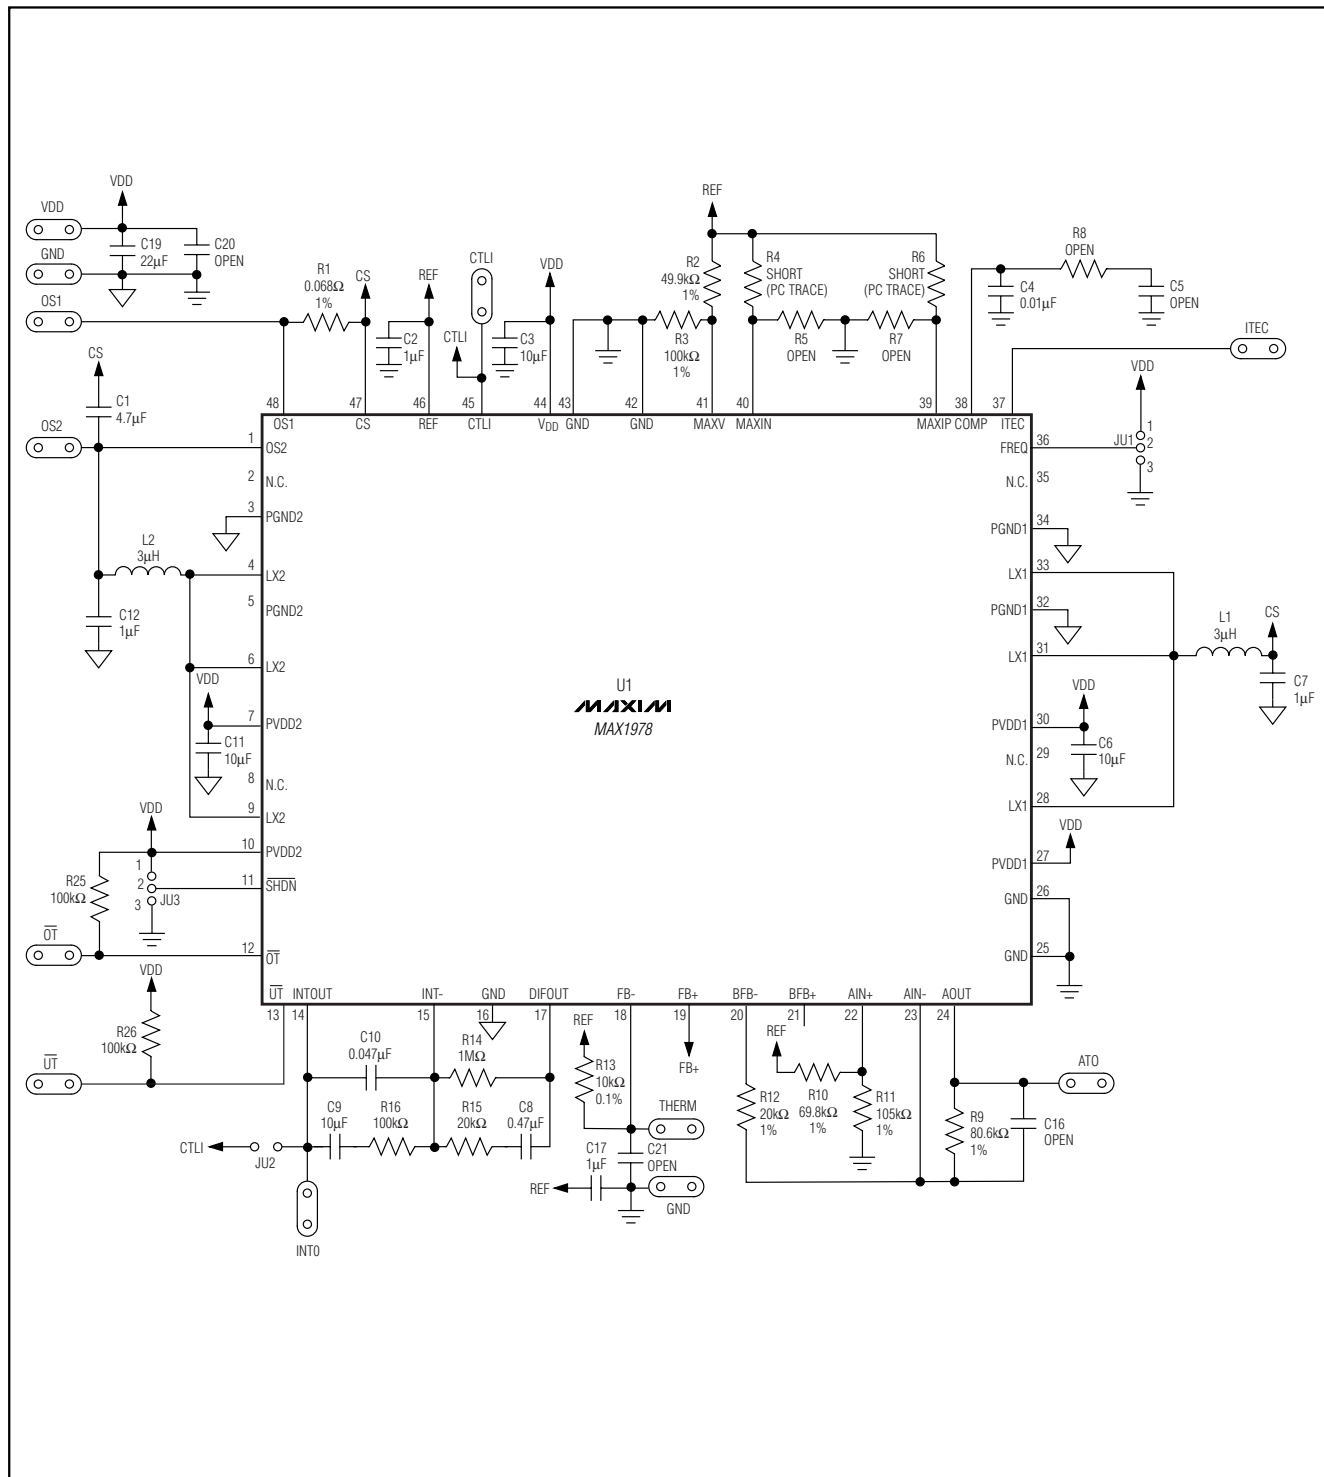 VDD
VDD
C19
22µF
C20
OPEN
GND
OS1
R1
0.068Ω
1%
CS
REF
C2
1µF
CTLI
CTLI
C3
10µF
VDD
REF
R2
49.9kΩ
1%
R3
100kΩ
1%
R4
SHORT
(PC TRACE)
R5
OPEN
R6
SHORT
(PC TRACE)
R7
OPEN
R8
OPEN
C4
0.01µF
C5
OPEN
ITEC
CS
C1
4.7µF
OS2
48 47 46 45 44 43 42 41 40 39 38 37
OS1 CS REF CTLI VDD GND GND MAXV MAXIN MAXIP COMP ITEC
1 OS2
2 N.C.
3 PGND2
L2
3µH
4 LX2
5 PGND2
C12
1µF
6 LX2
VDD
7 PVDD2
C11
10µF
8 N.C.
9 LX2
VDD
10 PVDD2
R25
100kΩ
1
2
3
JU3
11 SHDN
OT
12 OT
U1
MAXIM
MAX1978
VDD
JU1
1
2
3
FREQ 36
N.C. 35
PGND1 34
LX1 33
PGND1 32
LX1 31
L1
3µH
CS
C7
1µF
VDD
PVDD1 30
C6
10µF
N.C. 29
LX1 28
VDD
PVDD1 27
GND 26
GND 25
UT INTOUT INT- GND DIFOUT FB- FB+ BFB- BFB+ AIN+ AIN- AOUT
13 14 15 16 17 18 19 20 21 22 23 24
VDD
R26
100kΩ
UT
C10
0.047µF
R14
1MΩ
C9
10µF
R16
100kΩ
R15
20kΩ
C8
0.47µF
CTLI
JU2
INT0
REF
R13
10kΩ
0.1%
THERM
C17
1µF
C21
OPEN
REF
GND
FB+
R12
20kΩ
1%
REF
R10
69.8kΩ
1%
R11
105kΩ
1%
R9
80.6kΩ
1%
C16
OPEN
ATO